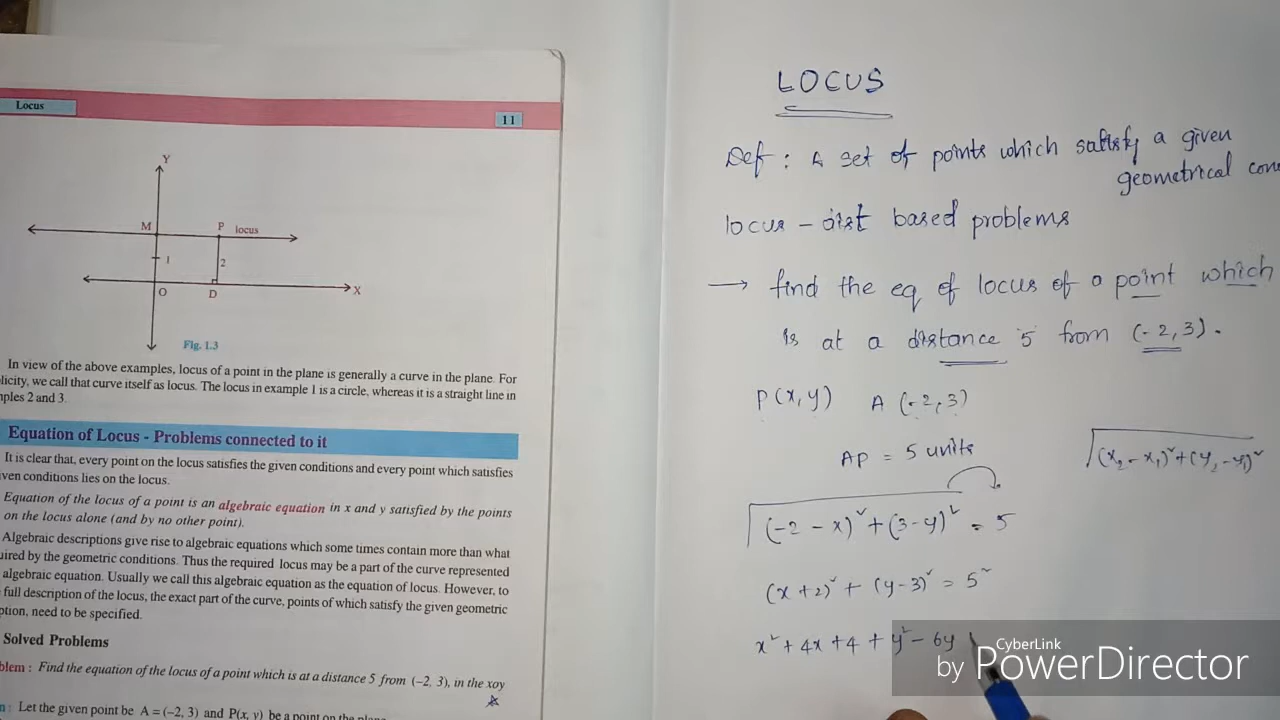 Locus
11
Y
M
P locus
1
2
O
D
X
Fig. 1.3
In view of the above examples, locus of a point in the plane is generally a curve in the plane. For
licity, we call that curve itself as locus. The locus in example 1 is a circle, whereas it is a straight line in
ples 2 and 3.
Equation of Locus - Problems connected to it
It is clear that, every point on the locus satisfies the given conditions and every point which satisfies
ven conditions lies on the locus.
Equation of the locus of a point is an algebraic equation in x and y satisfied by the points
on the locus alone (and by no other point).
Algebraic descriptions give rise to algebraic equations which some times contain more than what
uired by the geometric conditions. Thus the required locus may be a part of the curve represented
algebraic equation. Usually we call this algebraic equation as the equation of locus. However, to
full description of the locus, the exact part of the curve, points of which satisfy the given geometric
ption, need to be specified.
Solved Problems
blem : Find the equation of the locus of a point which is at a distance 5 from (–2, 3), in the xoy
n : Let the given point be A = (–2, 3) and P(x, y) be a point on the plane
LOCUS
Def : A set of points which satisfy a given
geometrical con
locus - dist based problems
→ find the eq of locus of a point which
is at a distance 5 from (-2,3).
P(x,y) A (-2,3)
AP = 5 units
√(x₂-x₁)²+(y₂-y₁)²
√(-2-x)²+(3-y)² = 5
(x+2)² + (y-3)² = 5²
x² + 4x + 4 + y² - 6y
CyberLink
by PowerDirector